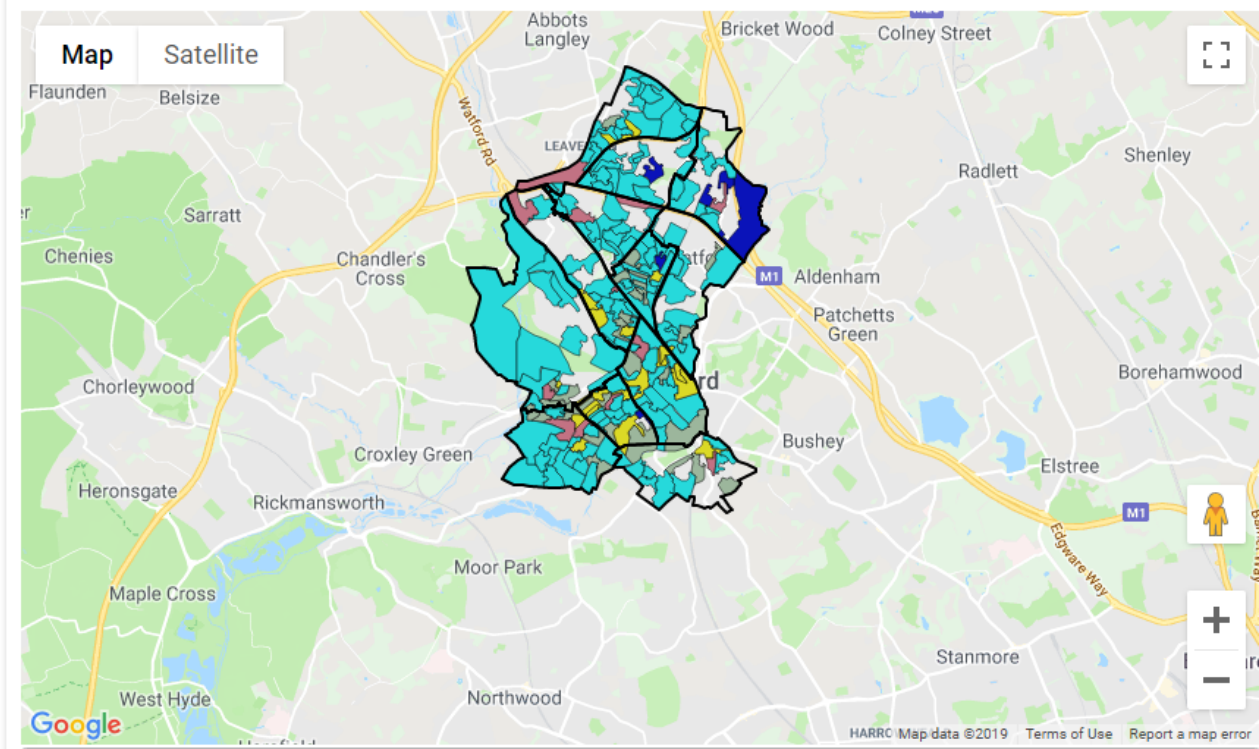 Map
Satellite
Abbots
Langley
Bricket Wood
Colney Street
Flaunden
Belsize
Watford Rd
Radlett
Shenley
Sarratt
Chenies
Chandler's
Cross
M1
Aldenham
Patchetts
Green
Chorleywood
Borehamwood
Croxley Green
Bushey
Elstree
Heronsgate
Rickmansworth
M1
Edgware Way
Moor Park
Maple Cross
Stanmore
West Hyde
Northwood
Google
Map data ©2019
Terms of Use
Report a map error